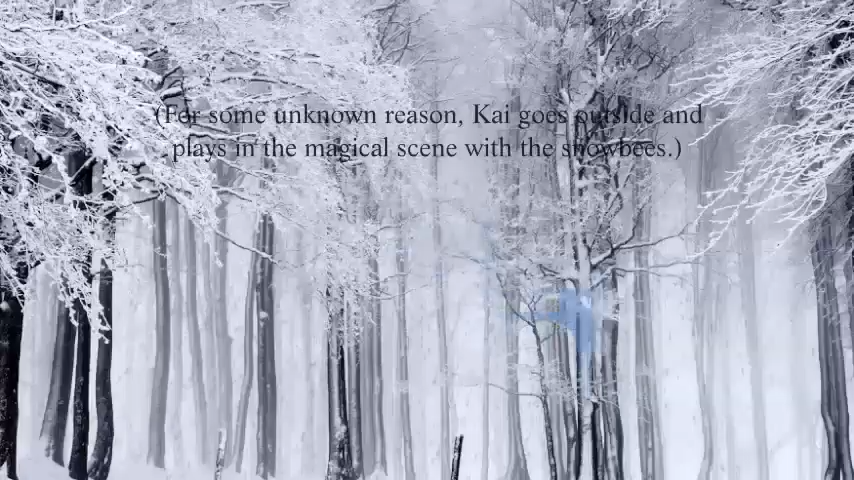 (For some unknown reason, Kai goes outside and
plays in the magical scene with the snowbees.)